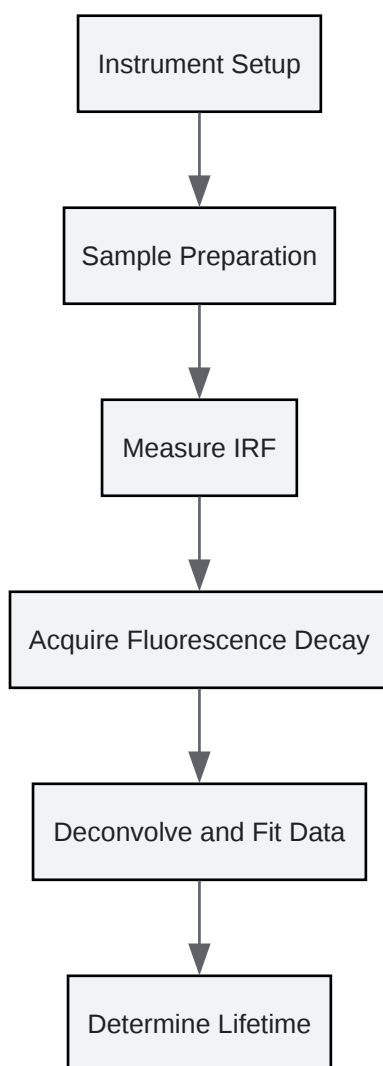 Instrument Setup
Sample Preparation
Measure IRF
Acquire Fluorescence Decay
Deconvolve and Fit Data
Determine Lifetime